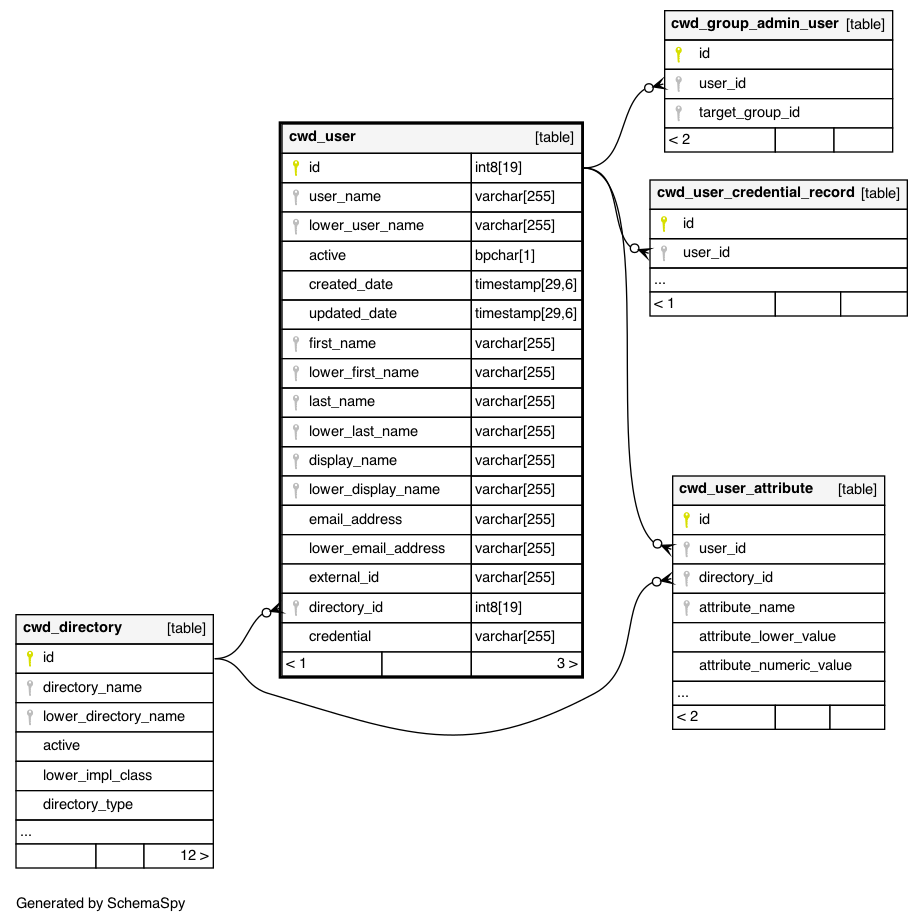 cwd_group_admin_user [table]
id
user_id
target_group_id
< 2
cwd_user [table]
id int8[19]
user_name varchar[255]
lower_user_name varchar[255]
active bpchar[1]
created_date timestamp[29,6]
updated_date timestamp[29,6]
first_name varchar[255]
lower_first_name varchar[255]
last_name varchar[255]
lower_last_name varchar[255]
display_name varchar[255]
lower_display_name varchar[255]
email_address varchar[255]
lower_email_address varchar[255]
external_id varchar[255]
directory_id int8[19]
credential varchar[255]
< 1 3 >
cwd_user_credential_record [table]
id
user_id
...
< 1
cwd_user_attribute [table]
id
user_id
directory_id
attribute_name
attribute_lower_value
attribute_numeric_value
...
< 2
cwd_directory [table]
id
directory_name
lower_directory_name
active
lower_impl_class
directory_type
...
12 >
Generated by SchemaSpy